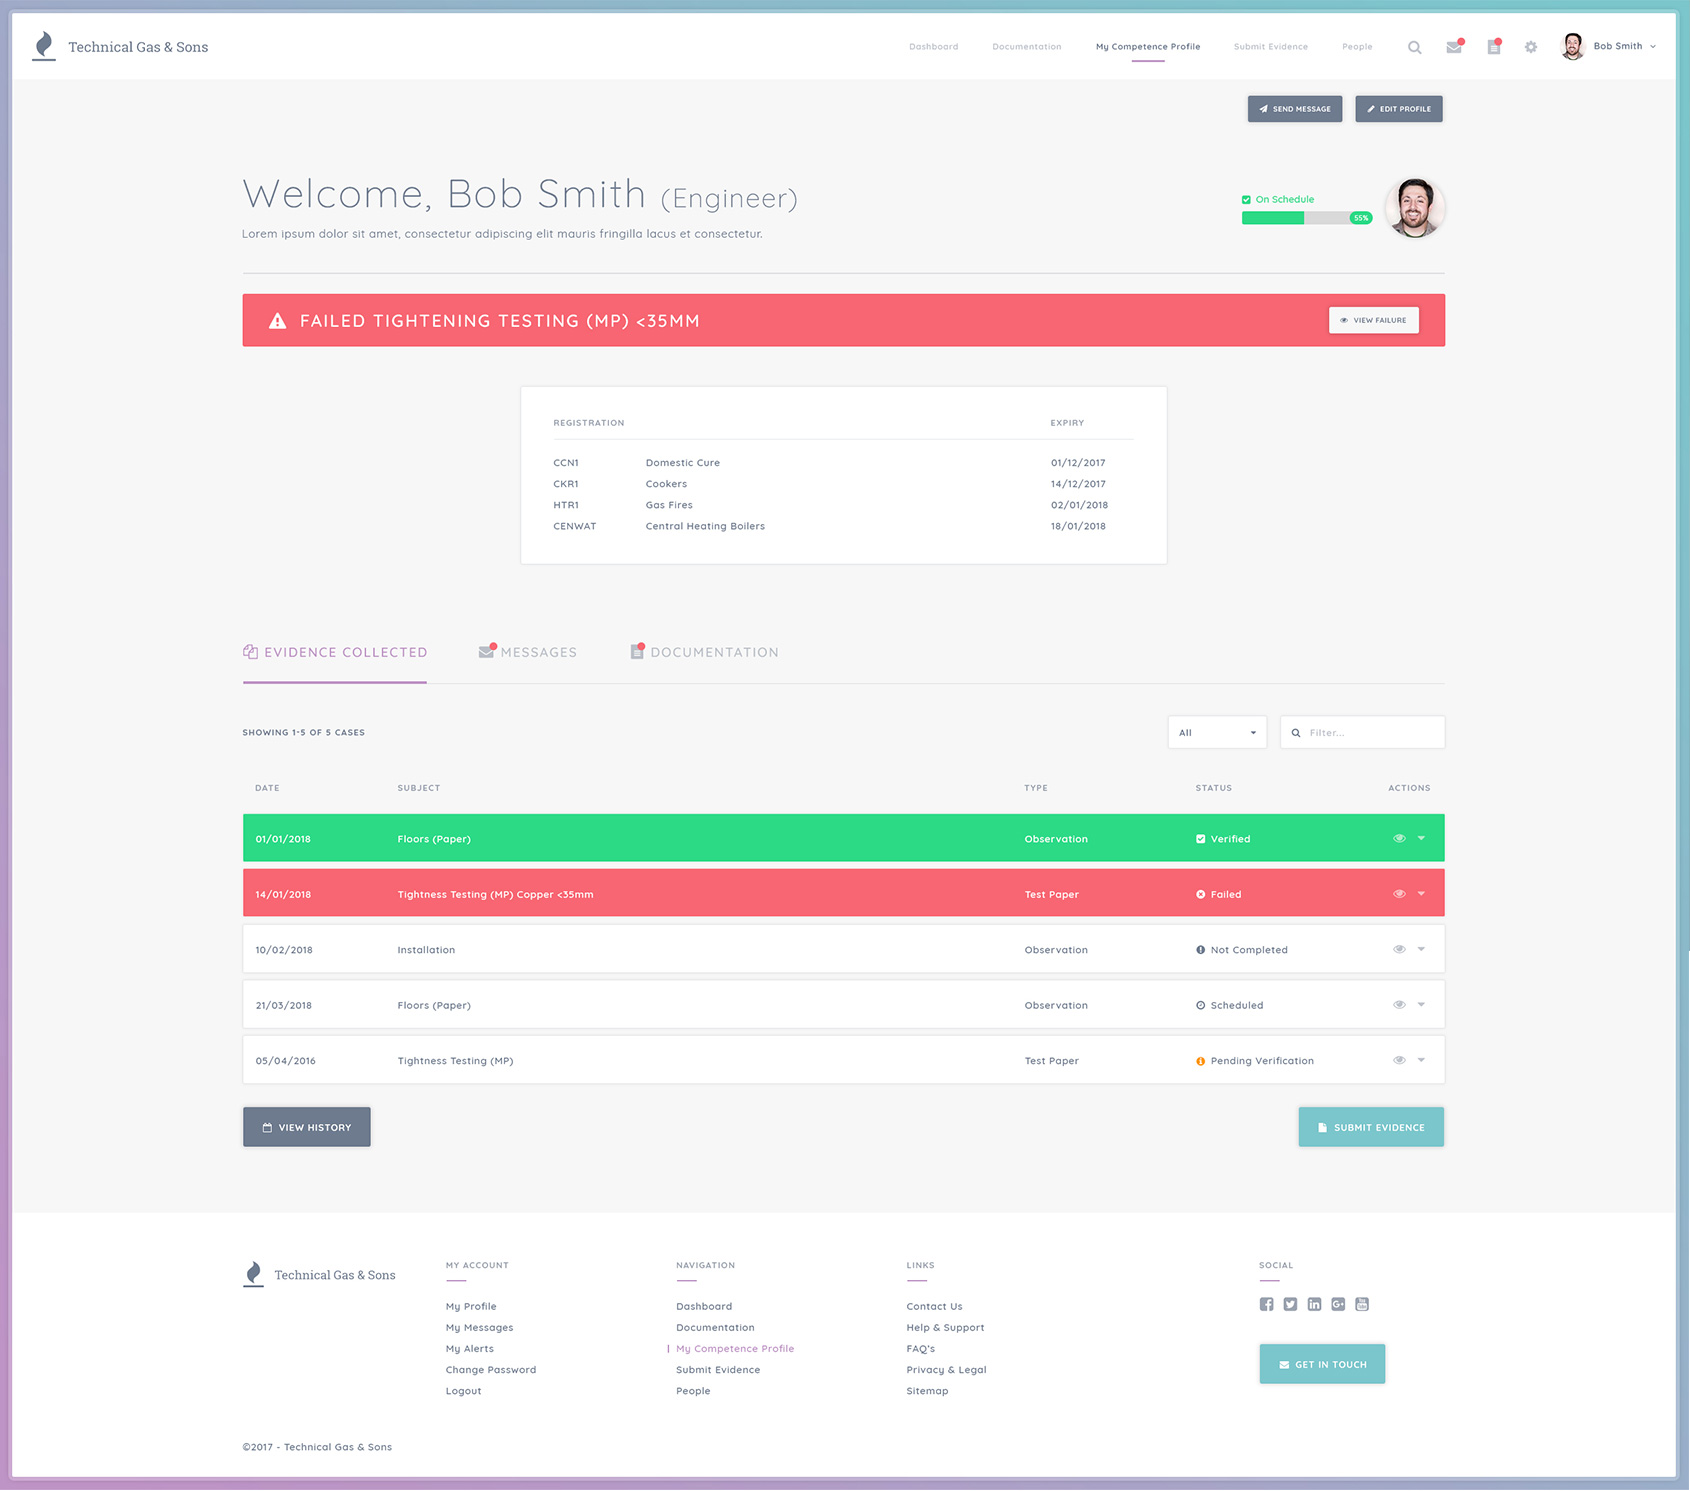 Technical Gas & Sons
Dashboard Documentation My Competence Profile Submit Evidence People Bob Smith
SEND MESSAGE EDIT PROFILE
Welcome, Bob Smith (Engineer)
On Schedule
55%
Lorem ipsum dolor sit amet, consectetur adipiscing elit mauris fringilla lacus et consectetur.
FAILED TIGHTENING TESTING (MP) <35MM VIEW FAILURE
REGISTRATION EXPIRY
CCN1 Domestic Cure 01/12/2017
CKR1 Cookers 14/12/2017
HTR1 Gas Fires 02/01/2018
CENWAT Central Heating Boilers 18/01/2018
EVIDENCE COLLECTED MESSAGES DOCUMENTATION
SHOWING 1-5 OF 5 CASES All Filter...
DATE SUBJECT TYPE STATUS ACTIONS
01/01/2018 Floors (Paper) Observation Verified
14/01/2018 Tightness Testing (MP) Copper <35mm Test Paper Failed
10/02/2018 Installation Observation Not Completed
21/03/2018 Floors (Paper) Observation Scheduled
05/04/2016 Tightness Testing (MP) Test Paper Pending Verification
VIEW HISTORY SUBMIT EVIDENCE
Technical Gas & Sons
MY ACCOUNT
My Profile
My Messages
My Alerts
Change Password
Logout
NAVIGATION
Dashboard
Documentation
My Competence Profile
Submit Evidence
People
LINKS
Contact Us
Help & Support
FAQ's
Privacy & Legal
Sitemap
SOCIAL
GET IN TOUCH
©2017 - Technical Gas & Sons